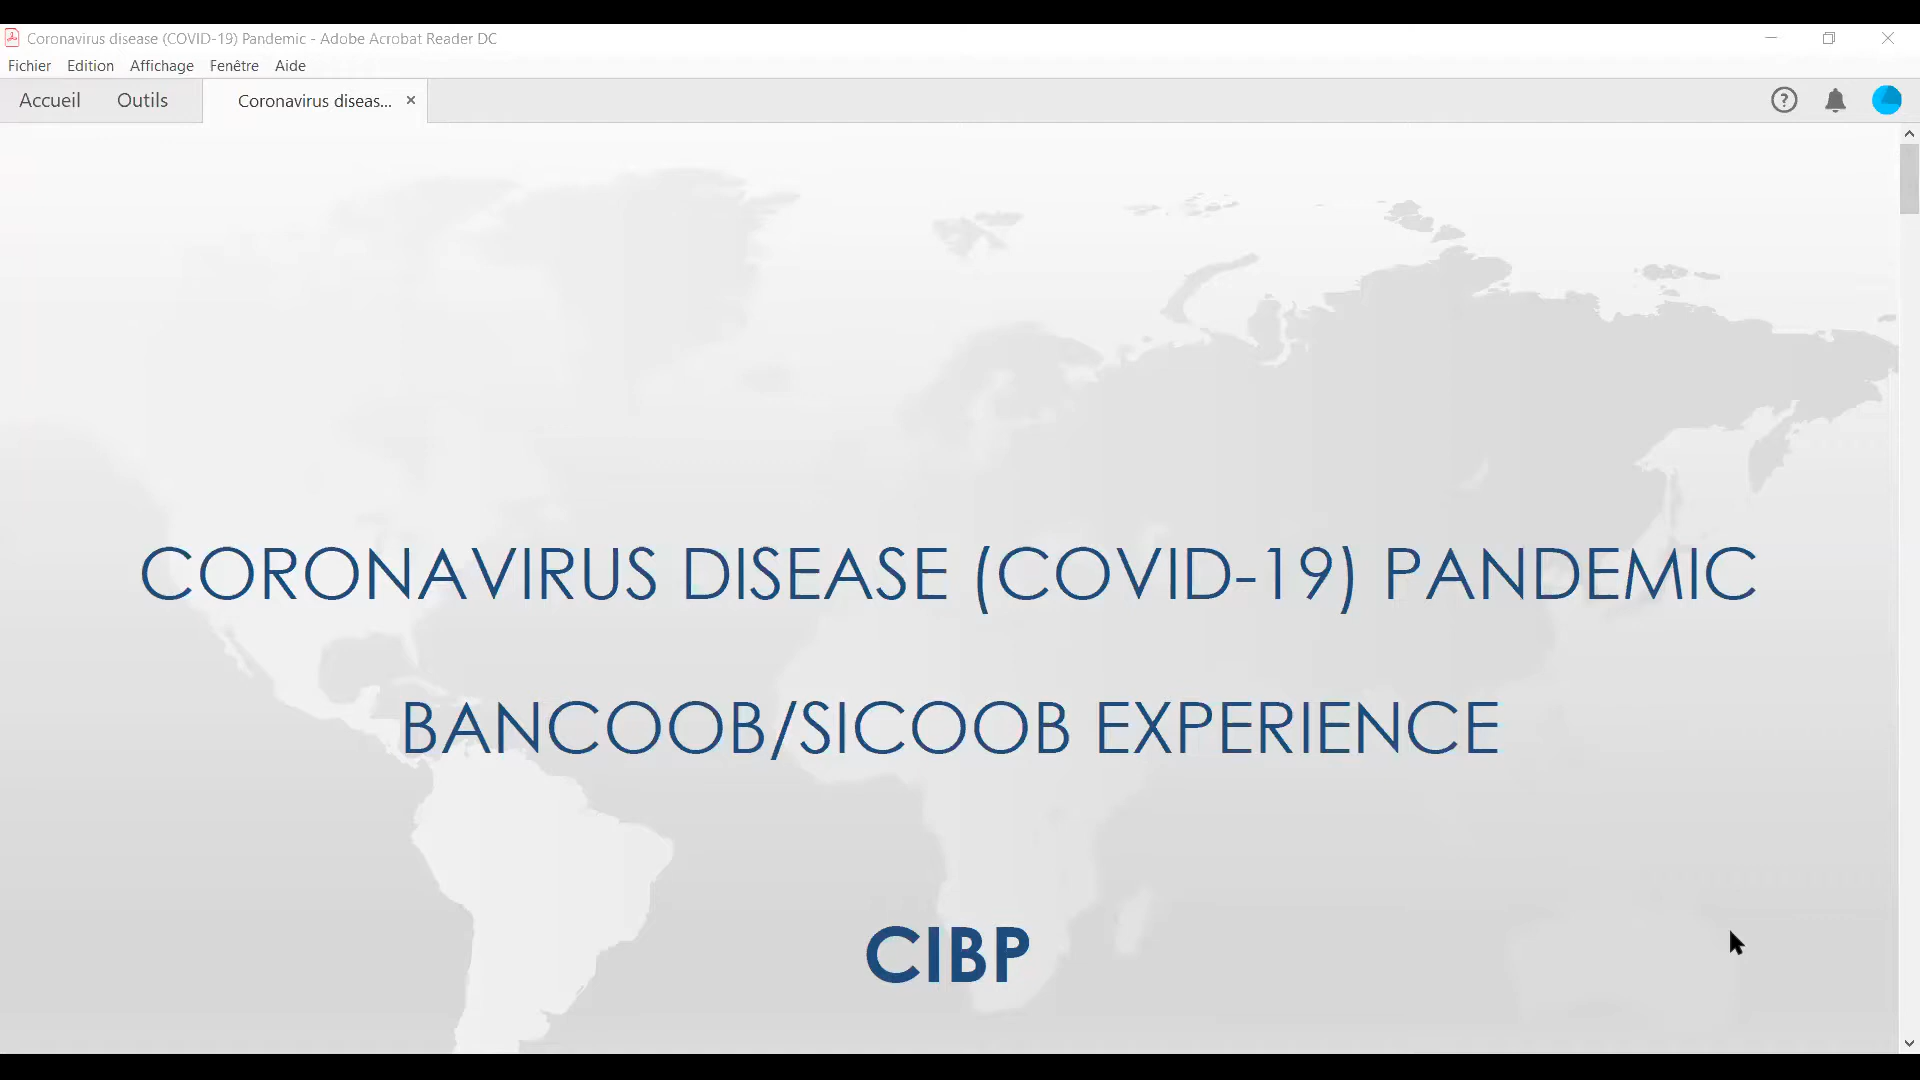 Coronavirus disease (COVID-19) Pandemic - Adobe Acrobat Reader DC
Fichier Edition Affichage Fenêtre Aide
Accueil Outils Coronavirus diseas...
CORONAVIRUS DISEASE (COVID-19) PANDEMIC
BANCOOB/SICOOB EXPERIENCE
CIBP